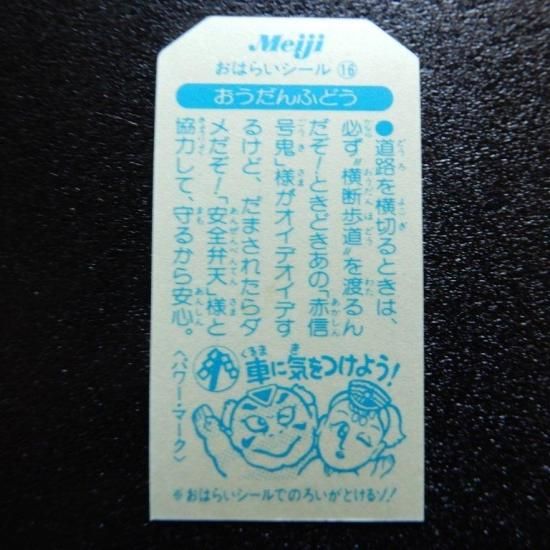 Meiji
おはらいシール⑯
おうだんふどう
●道路を横切るときは、
必ず〝横断歩道〟を渡るん
だぞ!ときどきあの「赤信
号鬼」様がオイデオイデす
るけど、だまされたらダ
メだぞ!「安全弁天」様と
協力して、守るから安心。
車に気をつけよう!
〈パワー・マーク〉
※おはらいシールでのろいがとけるゾ!